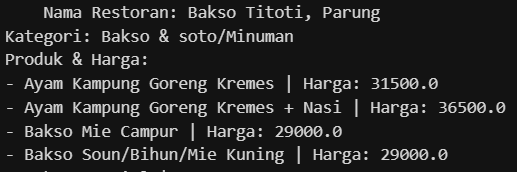 Nama Restoran: Bakso Titoti, Parung
Kategori: Bakso & soto/Minuman
Produk & Harga:
- Ayam Kampung Goreng Kremes | Harga: 31500.0
- Ayam Kampung Goreng Kremes + Nasi | Harga: 36500.0
- Bakso Mie Campur | Harga: 29000.0
- Bakso Soun/Bihun/Mie Kuning | Harga: 29000.0